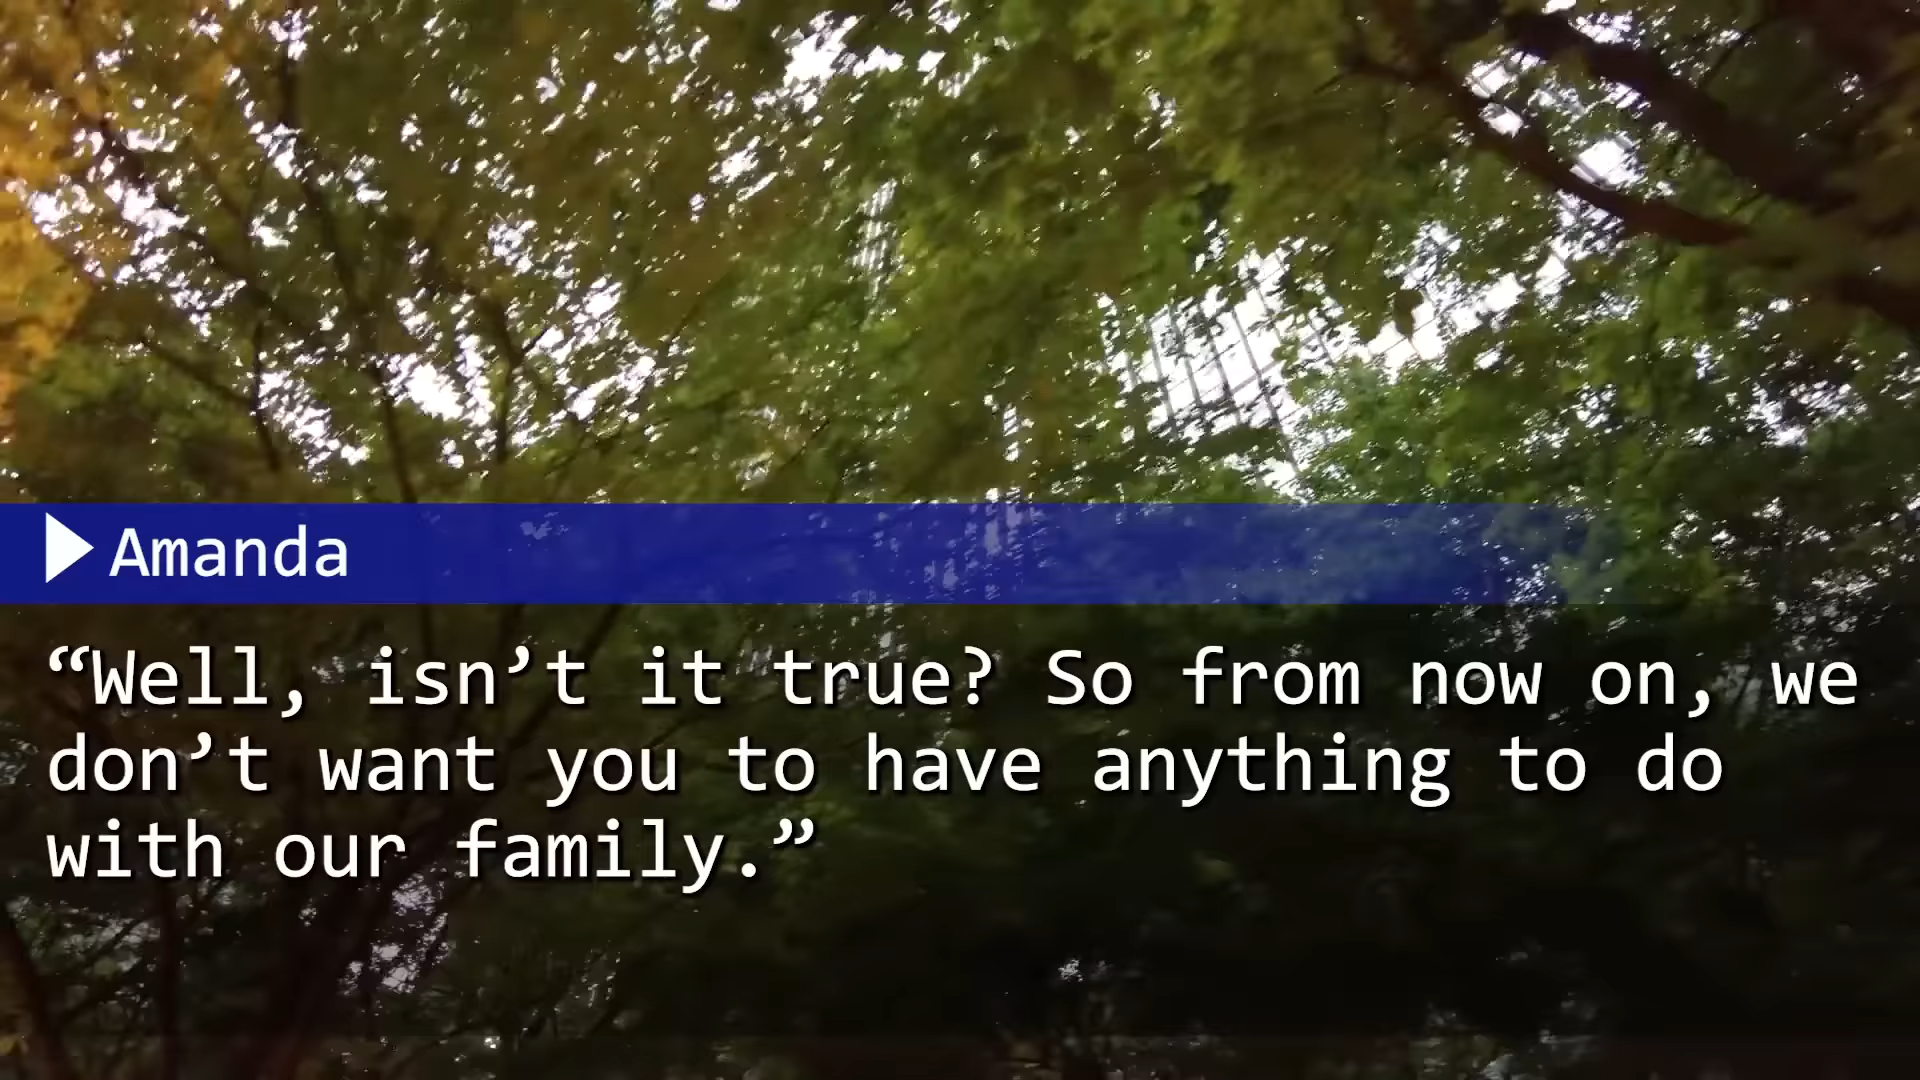 Amanda
“Well, isn’t it true? So from now on, we
don’t want you to have anything to do
with our family.”